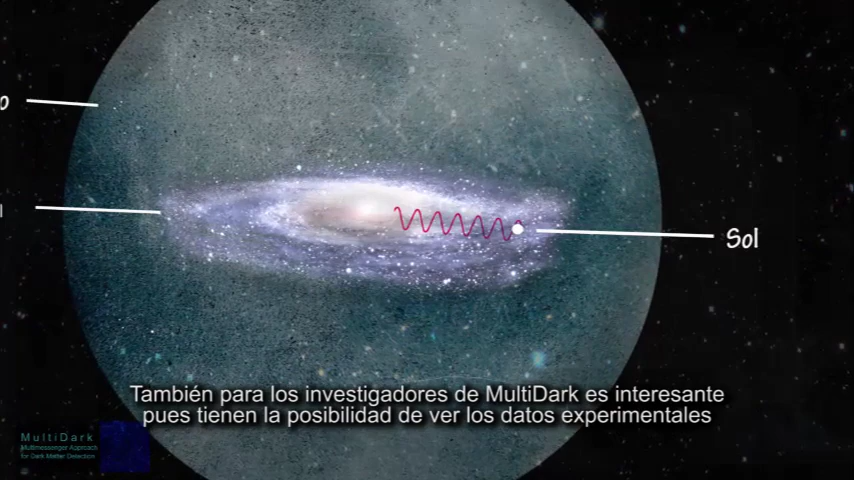 Sol
También para los investigadores de MultiDark es interesante
pues tienen la posibilidad de ver los datos experimentales
MultiDark
Multimessenger Approach
for Dark Matter Detection